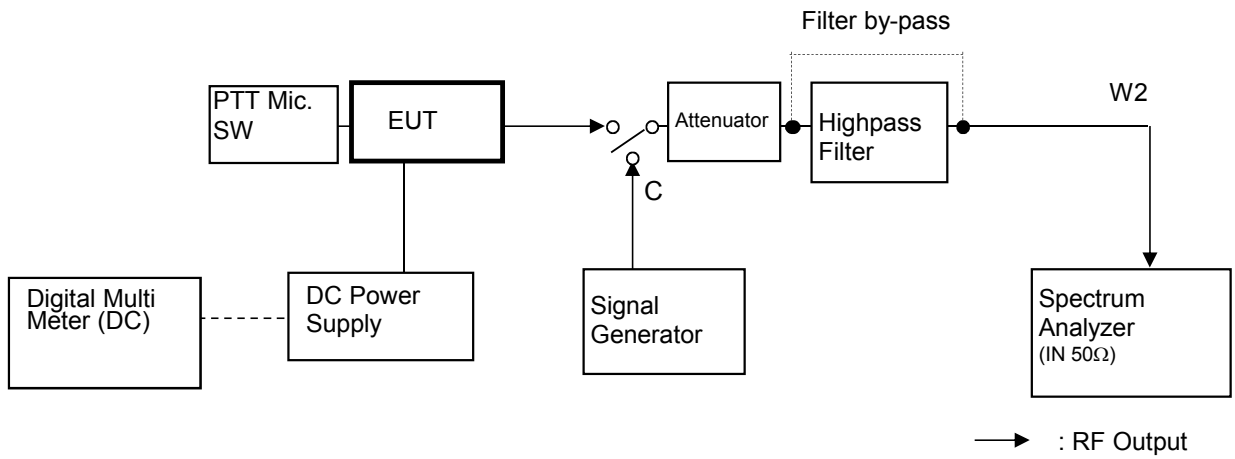 Filter by-pass
PTT Mic.
SW
EUT
Attenuator
Highpass
Filter
W2
C
Digital Multi
Meter (DC)
DC Power
Supply
Signal
Generator
Spectrum
Analyzer
(IN 50Ω)
: RF Output